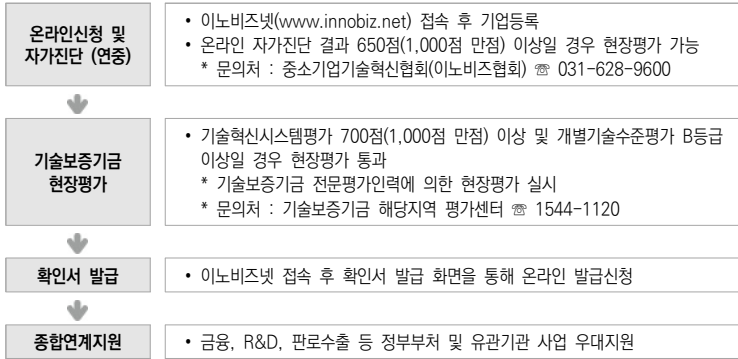 온라인신청 및
자가진단 (연중)
• 이노비즈넷(www.innobiz.net) 접속 후 기업등록
• 온라인 자가진단 결과 650점(1,000점 만점) 이상일 경우 현장평가 가능
* 문의처 : 중소기업기술혁신협회(이노비즈협회) ☏ 031-628-9600
기술보증기금
현장평가
• 기술혁신시스템평가 700점(1,000점 만점) 이상 및 개별기술수준평가 B등급
이상일 경우 현장평가 통과
* 기술보증기금 전문평가인력에 의한 현장평가 실시
* 문의처 : 기술보증기금 해당지역 평가센터 ☏ 1544-1120
확인서 발급
• 이노비즈넷 접속 후 확인서 발급 화면을 통해 온라인 발급신청
종합연계지원
• 금융, R&D, 판로수출 등 정부부처 및 유관기관 사업 우대지원